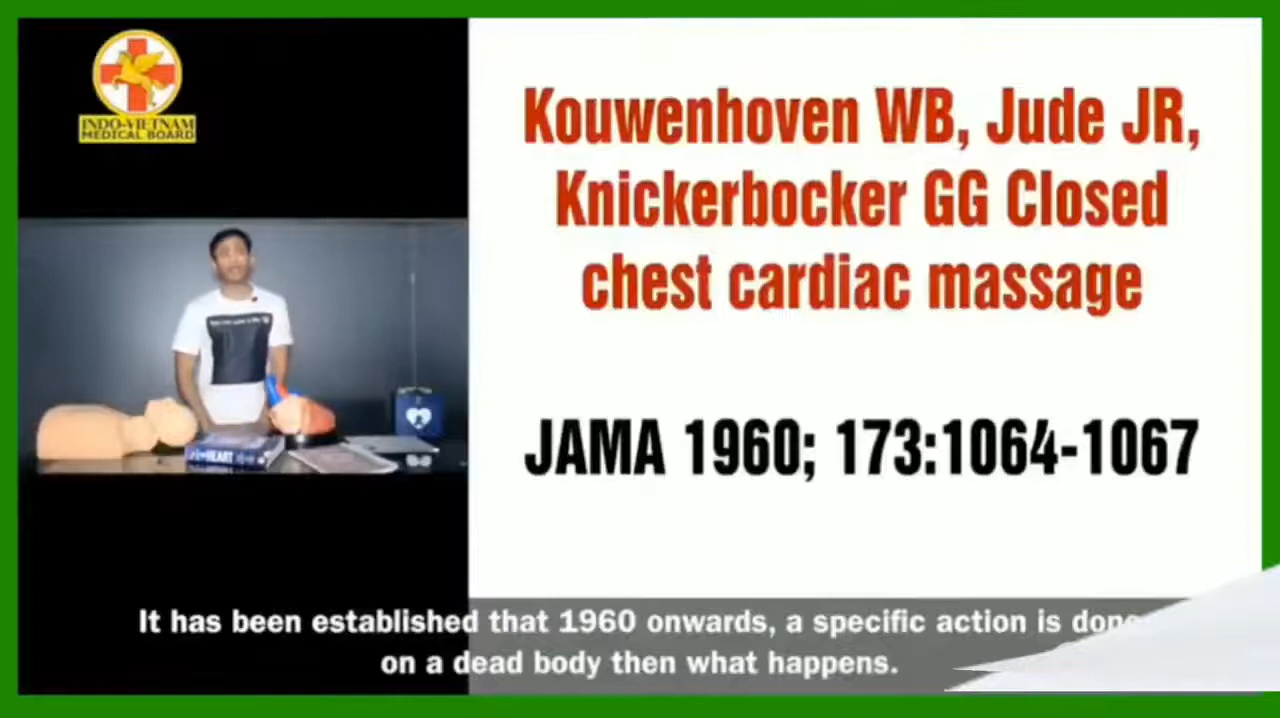 INDO-VIETNAM
MEDICAL BOARD
Kouwenhoven WB, Jude JR,
Knickerbocker GG Closed
chest cardiac massage
JAMA 1960; 173:1064-1067
HEART
It has been established that 1960 onwards, a specific action is done
on a dead body then what happens.